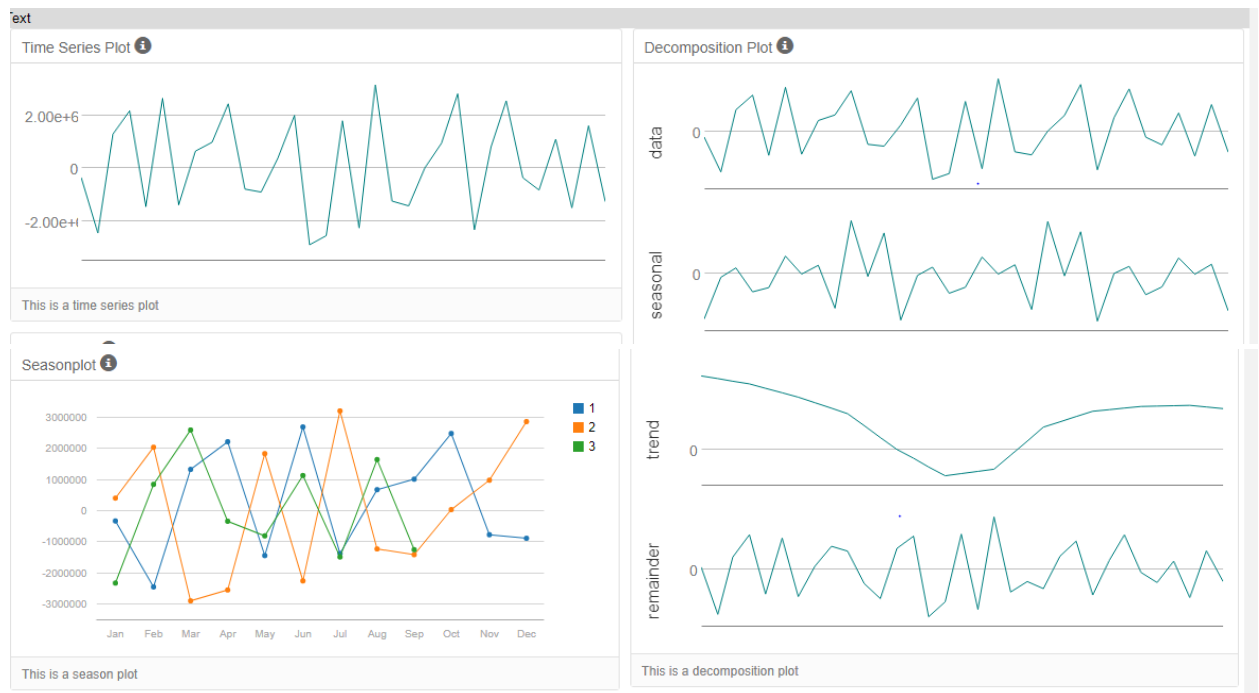 Text
Time Series Plot
2.00e+6
0
-2.00e+
This is a time series plot
Decomposition Plot
data
0
seasonal
0
trend
0
remainder
0
This is a decomposition plot
Seasonplot
3000000
2000000
1000000
0
-1000000
-2000000
-3000000
Jan Feb Mar Apr May Jun Jul Aug Sep Oct Nov Dec
1
2
3
This is a season plot